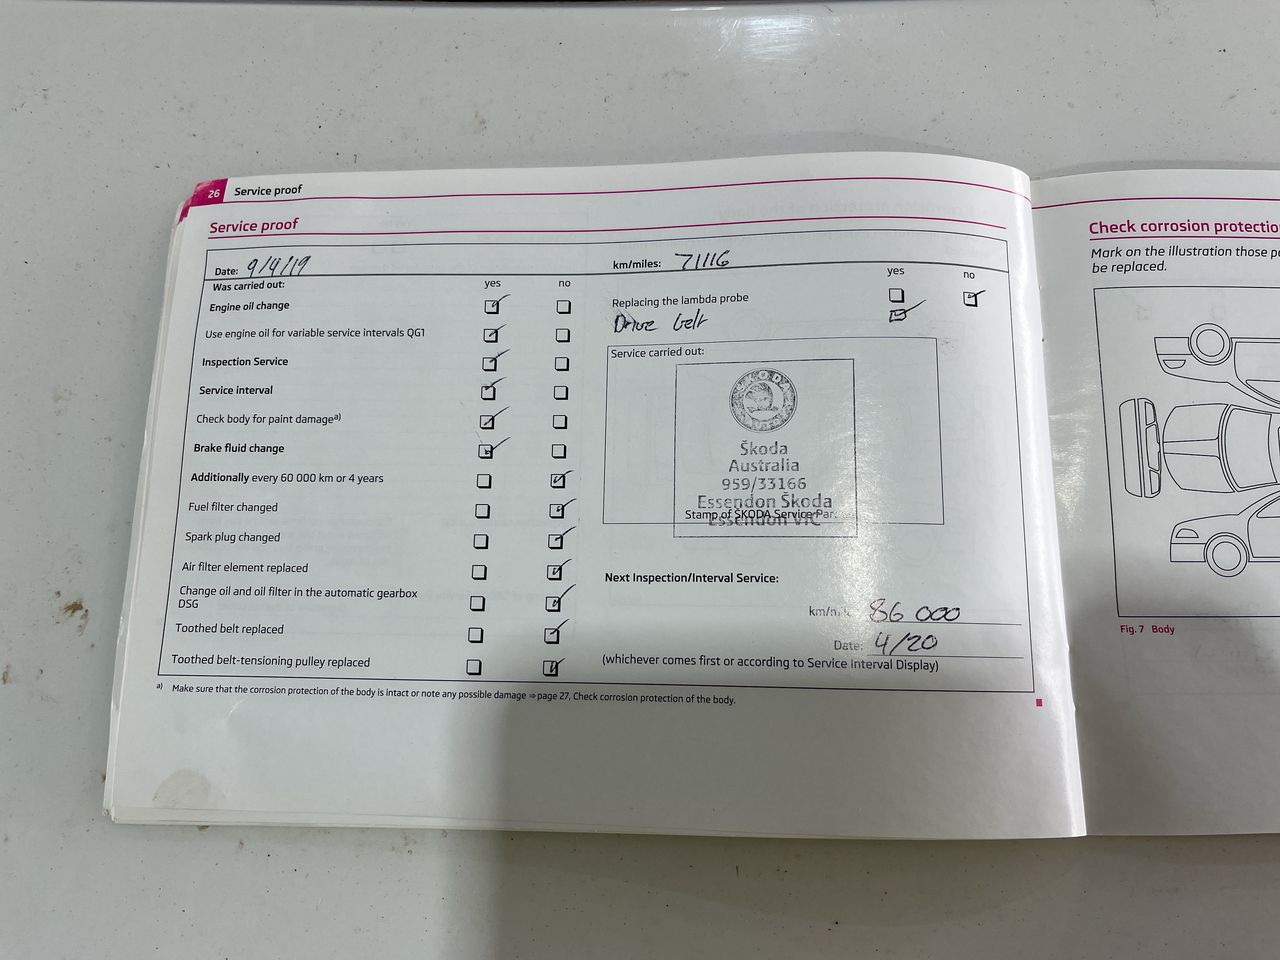 26 Service proof
Service proof
Date: 9/4/19
km/miles: 71116
Was carried out:
yes no
yes no
Engine oil change
Use engine oil for variable service intervals QG1
Inspection Service
Service interval
Check body for paint damage a)
Brake fluid change
Additionally every 60 000 km or 4 years
Fuel filter changed
Spark plug changed
Air filter element replaced
Change oil and oil filter in the automatic gearbox
DSG
Toothed belt replaced
Toothed belt-tensioning pulley replaced
Replacing the lambda probe
Drive belt
Service carried out:
ŠKODA
Škoda
Australia
959/33166
Essendon Škoda
Stamp of ŠKODA Service Par
Essendon VIC
Next Inspection/Interval Service:
km/mi 86 000
Date: 4/20
(whichever comes first or according to Service Interval Display)
a) Make sure that the corrosion protection of the body is intact or note any possible damage ⇒ page 27, Check corrosion protection of the body.
Check corrosion protectio
Mark on the illustration those p
be replaced.
Fig. 7 Body